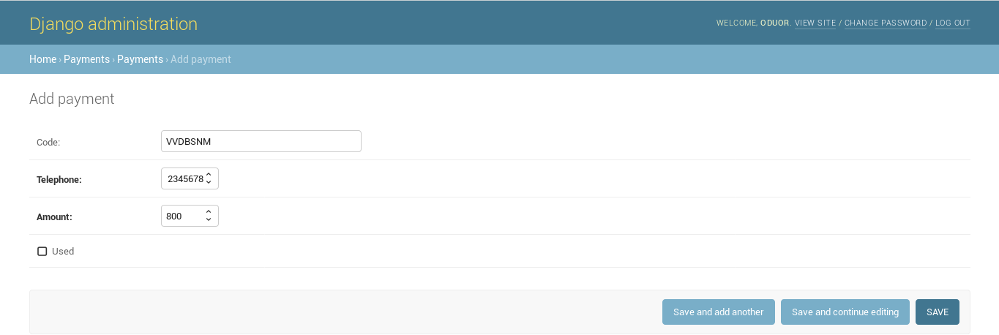 Django administration
WELCOME, ODUOR. VIEW SITE / CHANGE PASSWORD / LOG OUT
Home › Payments › Payments › Add payment
Add payment
Code: VVDBSNM
Telephone: 2345678
Amount: 800
Used
Save and add another Save and continue editing SAVE